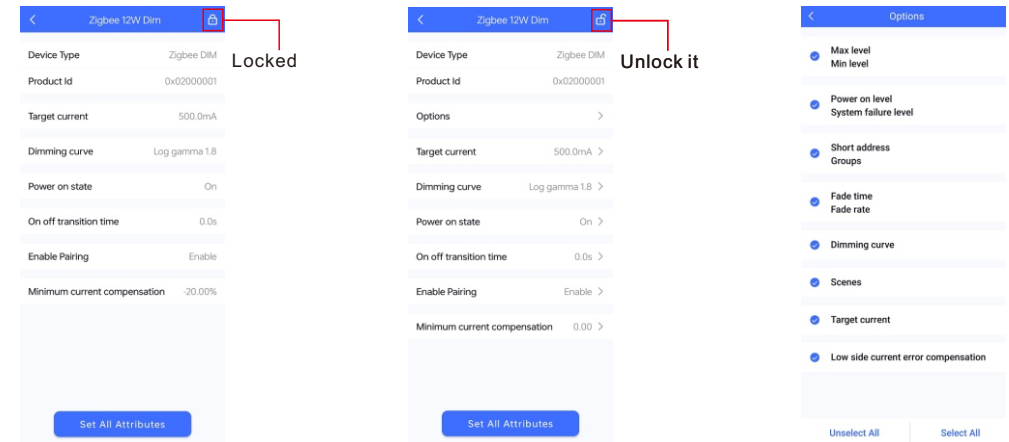 Zigbee 12W Dim
Locked
Device Type Zigbee DIM
Product Id 0x02000001
Target current 500.0mA
Dimming curve Log gamma 1.8
Power on state On
On off transition time 0.0s
Enable Pairing Enable
Minimum current compensation -20.00%
Set All Attributes
Zigbee 12W Dim
Unlock it
Device Type Zigbee DIM
Product Id 0x02000001
Options
Target current 500.0mA
Dimming curve Log gamma 1.8
Power on state On
On off transition time 0.0s
Enable Pairing Enable
Minimum current compensation 0.00
Set All Attributes
Options
Max level
Min level
Power on level
System failure level
Short address
Groups
Fade time
Fade rate
Dimming curve
Scenes
Target current
Low side current error compensation
Unselect All Select All